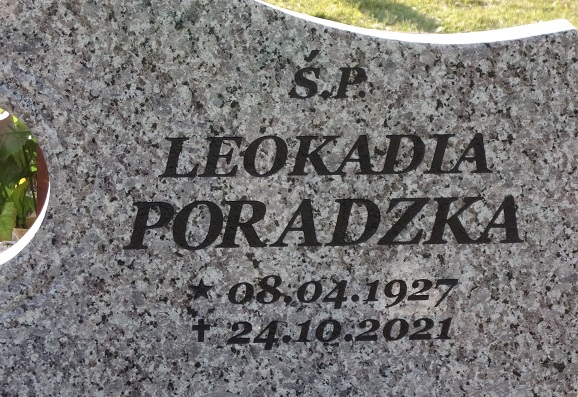 Ś.P
LEOKADIA
PORADZKA
★ 08.04.1927
✝ 24.10.2021